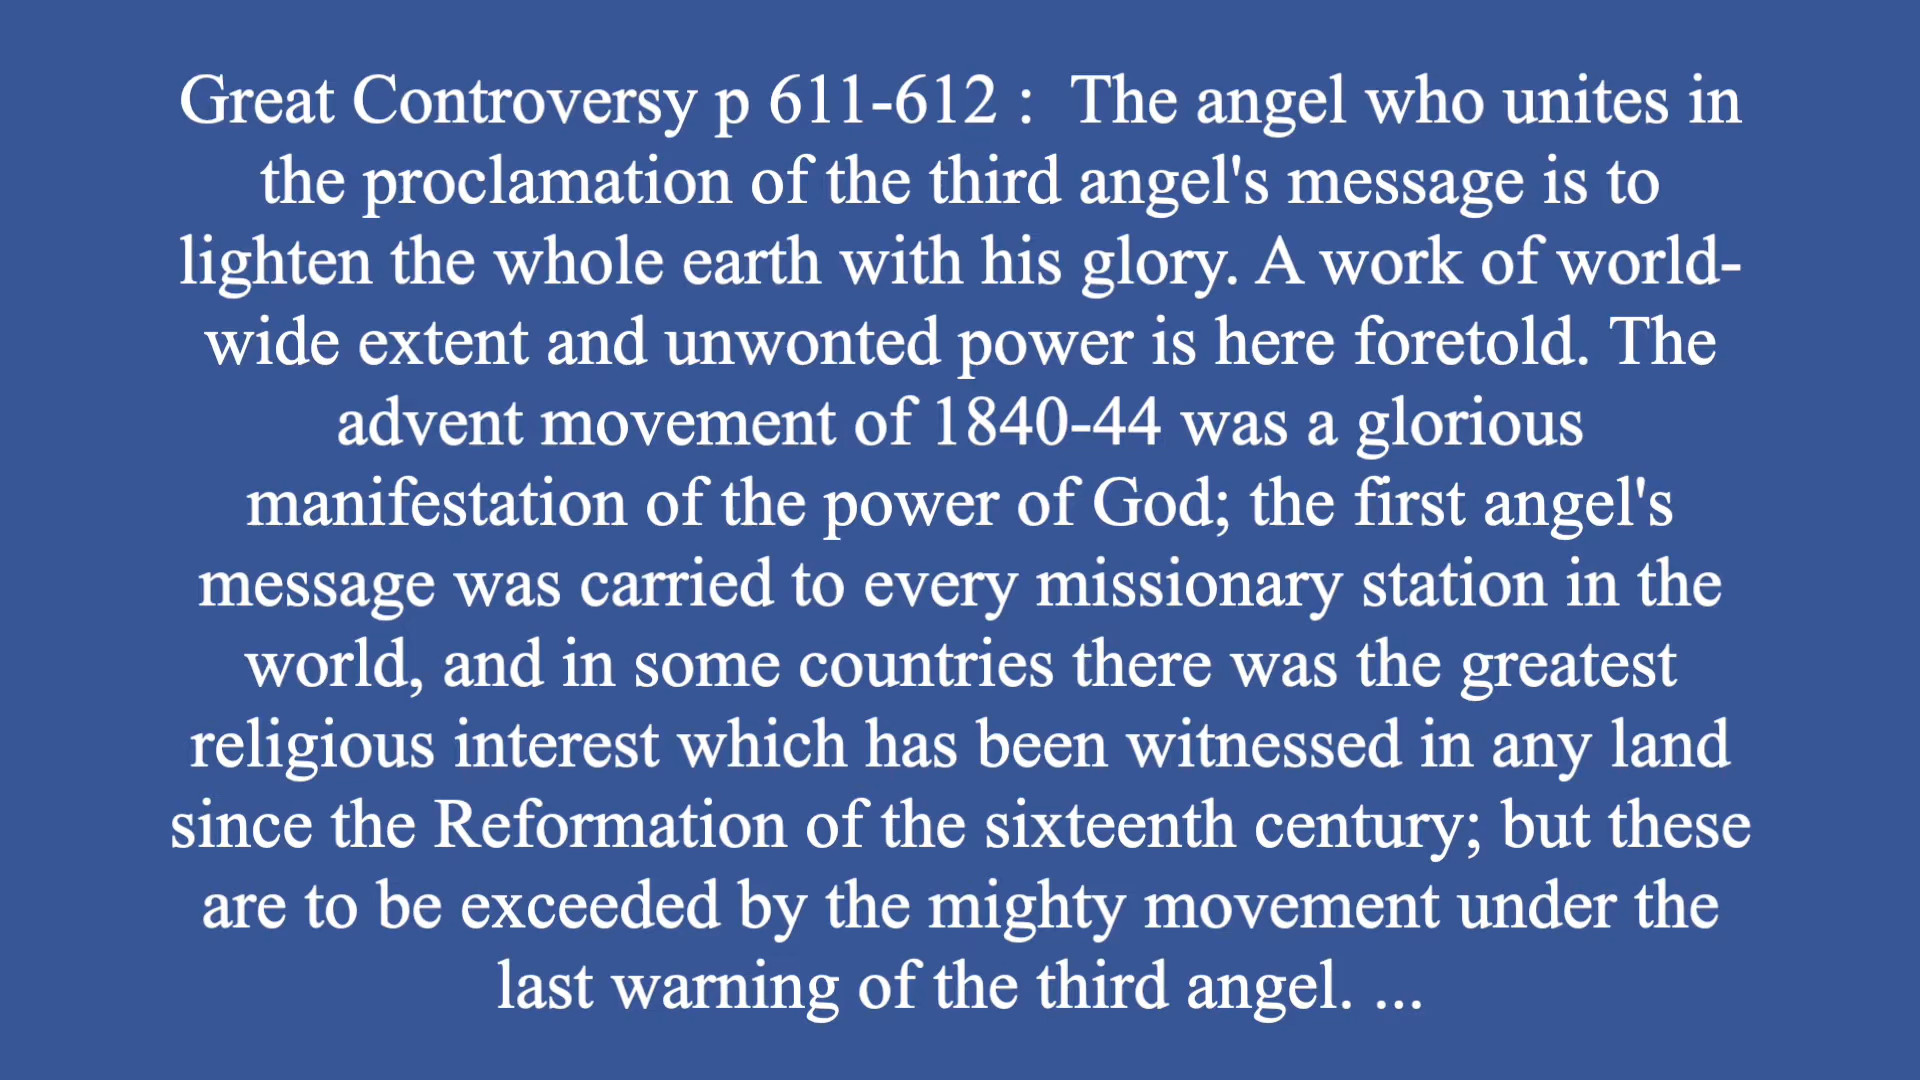 Great Controversy p 611-612 :  The angel who unites in
the proclamation of the third angel's message is to
lighten the whole earth with his glory. A work of world-
wide extent and unwonted power is here foretold. The
advent movement of 1840-44 was a glorious
manifestation of the power of God; the first angel's
message was carried to every missionary station in the
world, and in some countries there was the greatest
religious interest which has been witnessed in any land
since the Reformation of the sixteenth century; but these
are to be exceeded by the mighty movement under the
last warning of the third angel. ...